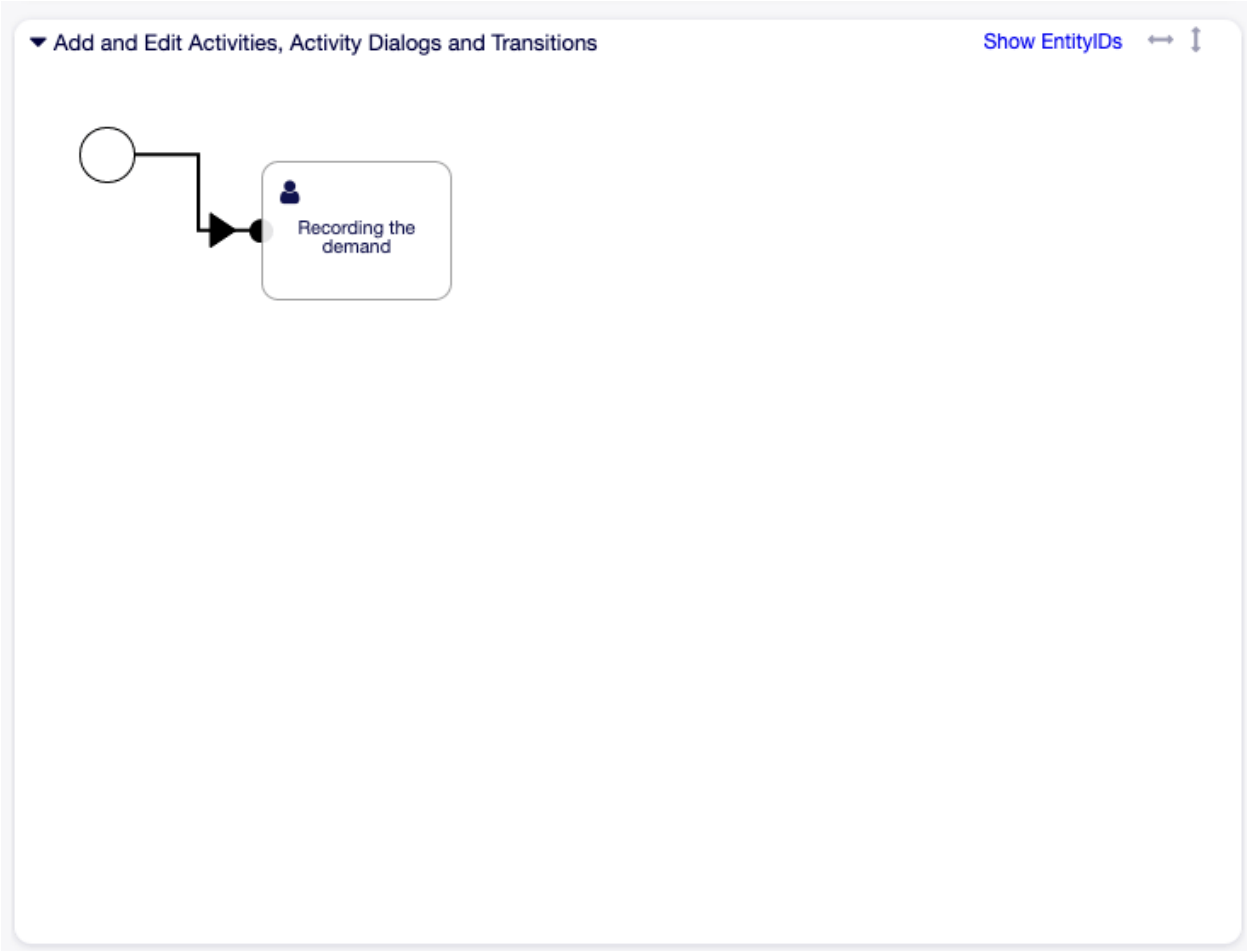 Add and Edit Activities, Activity Dialogs and Transitions
Show EntityIDs
Recording the
demand